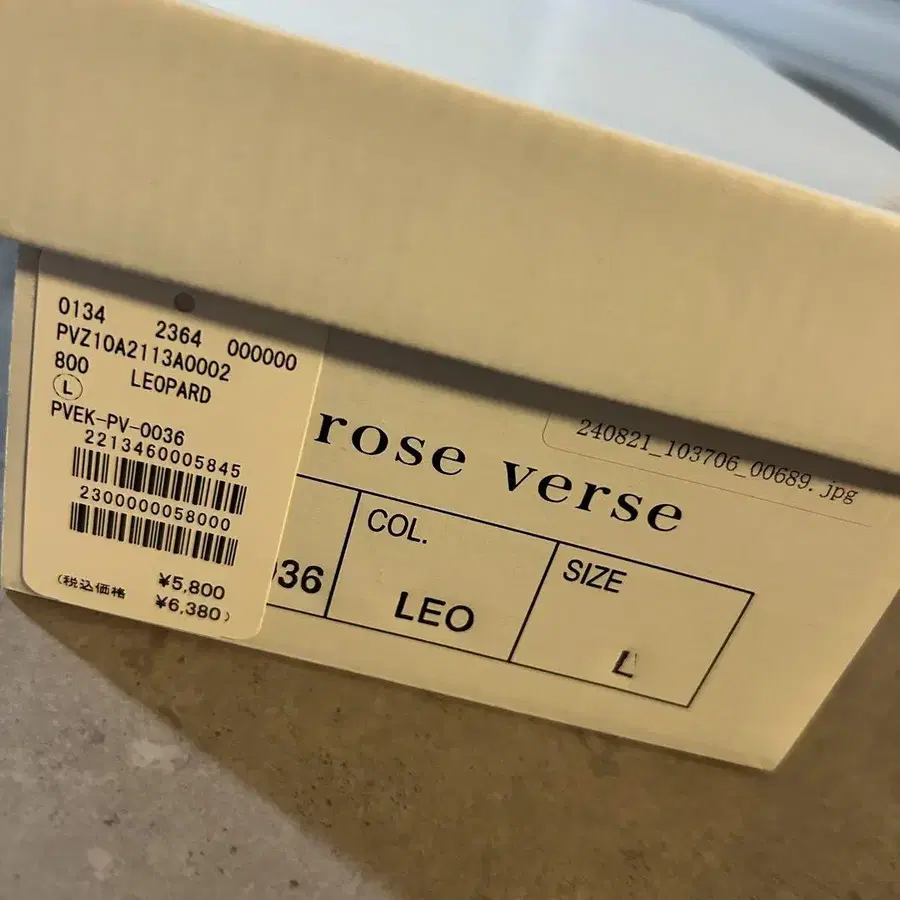 0134 2364 000000
PVZ10A2113A0002
800 LEOPARD
L
PVEK-PV-0036
2213460005845
2300000058000
¥5,800
(税込価格 ¥6,380)
rose verse
240821_103706_00689.jpg
36
COL.
LEO
SIZE
L